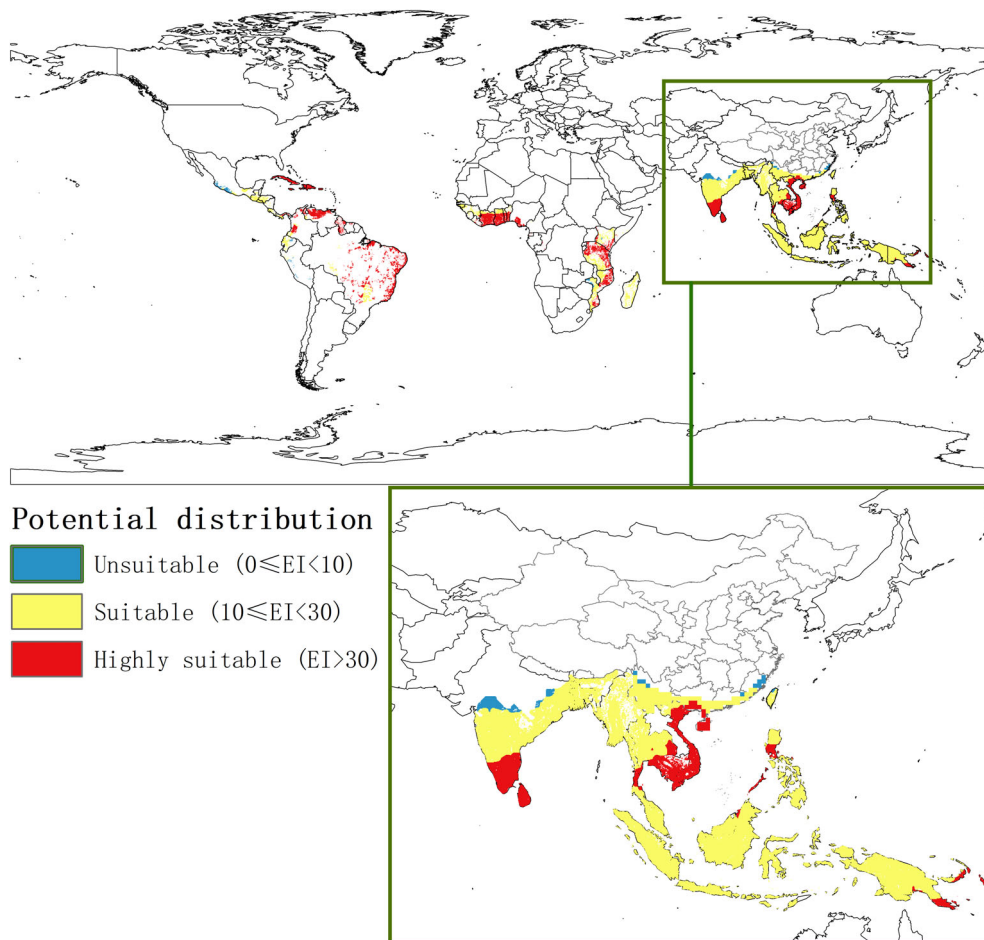 Potential distribution
Unsuitable (0≤EI<10)
Suitable (10≤EI<30)
Highly suitable (EI>30)